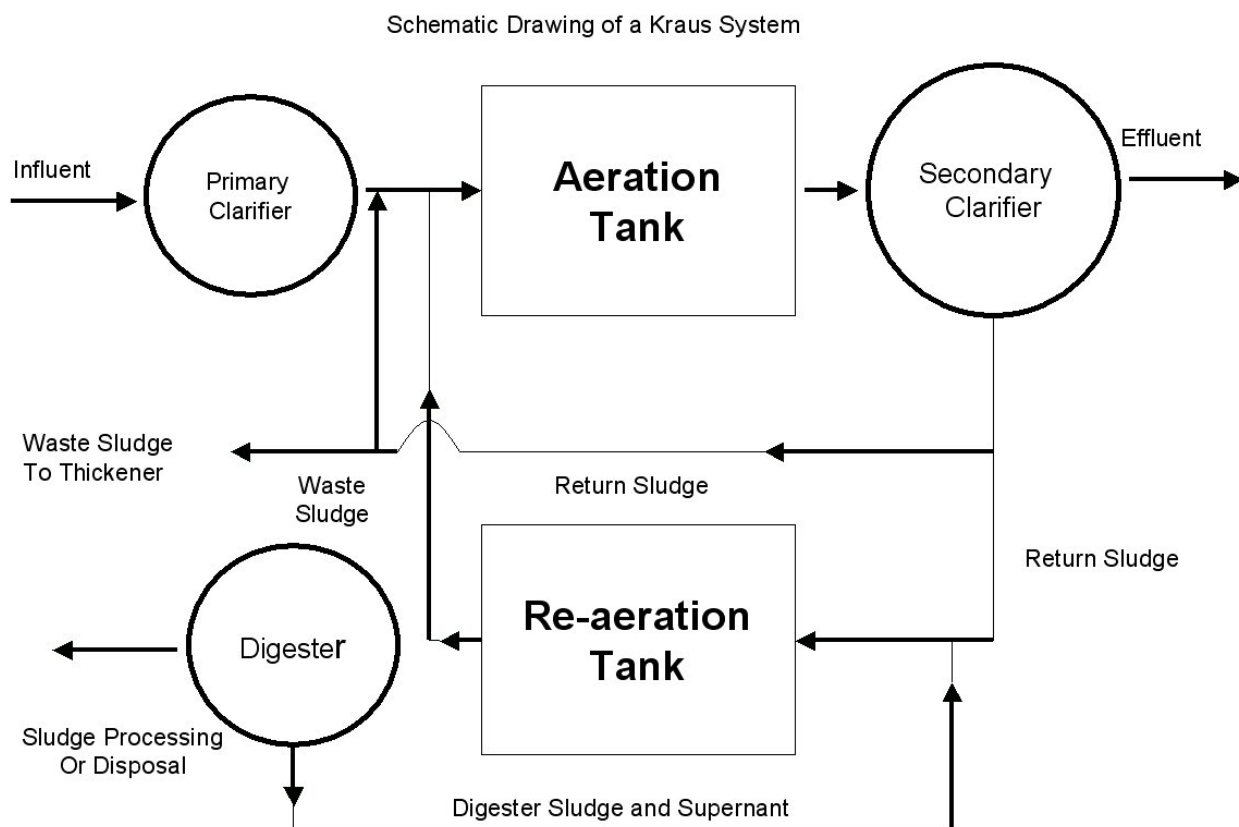 Schematic Drawing of a Kraus System
Influent
Primary
Clarifier
Aeration
Tank
Secondary
Clarifier
Effluent
Waste Sludge
To Thickener
Waste
Sludge
Return Sludge
Return Sludge
Digester
Re-aeration
Tank
Sludge Processing
Or Disposal
Digester Sludge and Supernant